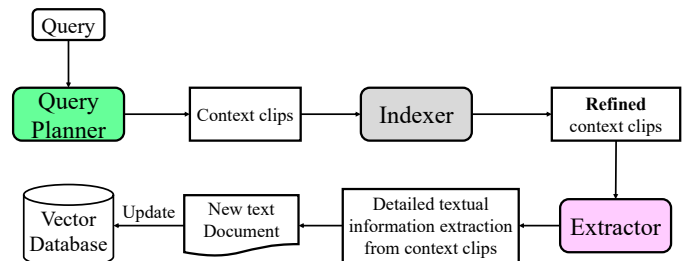 Query
Query
Planner
Context clips
Indexer
Refined
context clips
Extractor
Detailed textual
information extraction
from context clips
New text
Document
Update
Vector
Database